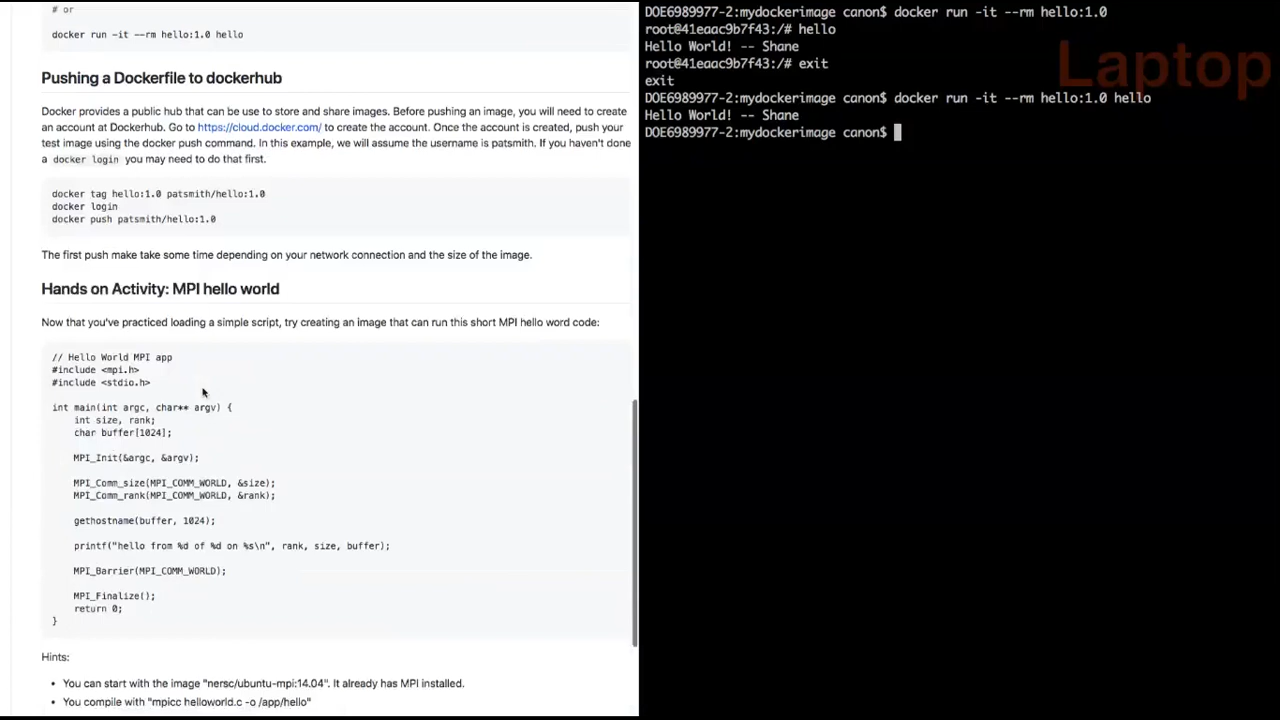 # or
docker run -it --rm hello:1.0 hello
Pushing a Dockerfile to dockerhub
Docker provides a public hub that can be use to store and share images. Before pushing an image, you will need to create
an account at Dockerhub. Go to https://cloud.docker.com/ to create the account. Once the account is created, push your
test image using the docker push command. In this example, we will assume the username is patsmith. If you haven't done
a docker login you may need to do that first.
docker tag hello:1.0 patsmith/hello:1.0
docker login
docker push patsmith/hello:1.0
The first push make take some time depending on your network connection and the size of the image.
Hands on Activity: MPI hello world
Now that you've practiced loading a simple script, try creating an image that can run this short MPI hello word code:
// Hello World MPI app
#include <mpi.h>
#include <stdio.h>
int main(int argc, char** argv) {
int size, rank;
char buffer[1024];
MPI_Init(&argc, &argv);
MPI_Comm_size(MPI_COMM_WORLD, &size);
MPI_Comm_rank(MPI_COMM_WORLD, &rank);
gethostname(buffer, 1024);
printf("hello from %d of %d on %s\n", rank, size, buffer);
MPI_Barrier(MPI_COMM_WORLD);
MPI_Finalize();
return 0;
}
Hints:
• You can start with the image "nersc/ubuntu-mpi:14.04". It already has MPI installed.
• You compile with "mpicc helloworld.c -o /app/hello"
DOE6989977-2:mydockerimage canon$ docker run -it --rm hello:1.0
root@41eaac9b7f43:/# hello
Hello World! -- Shane
root@41eaac9b7f43:/# exit
exit
DOE6989977-2:mydockerimage canon$ docker run -it --rm hello:1.0 hello
Hello World! -- Shane
DOE6989977-2:mydockerimage canon$
Laptop